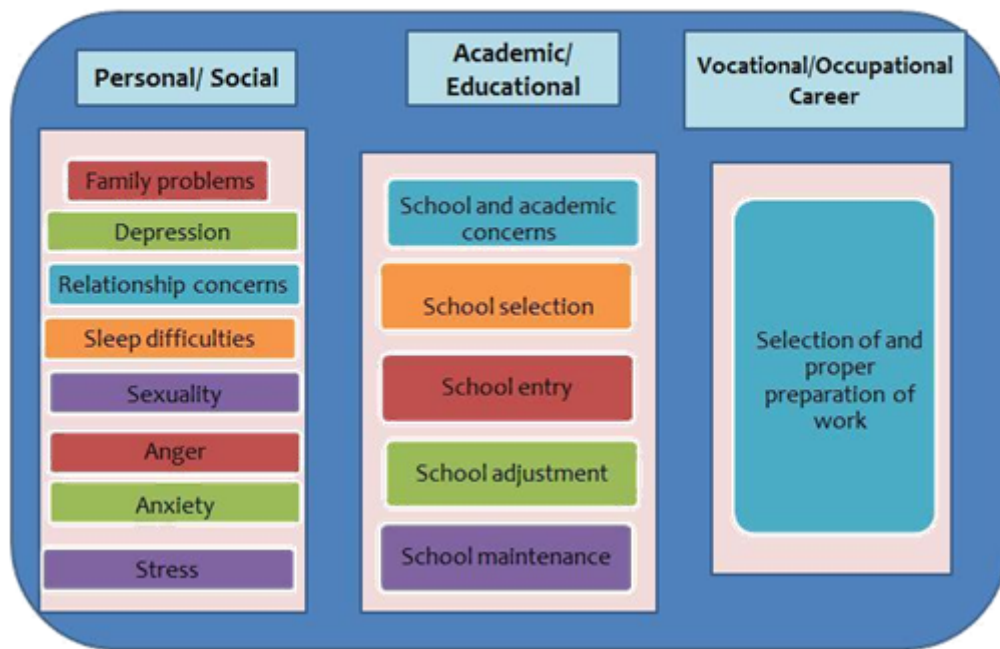 Personal/ Social
Family problems
Depression
Relationship concerns
Sleep difficulties
Sexuality
Anger
Anxiety
Stress
Academic/
Educational
School and academic
concerns
School selection
School entry
School adjustment
School maintenance
Vocational/Occupational
Career
Selection of and
proper
preparation of
work